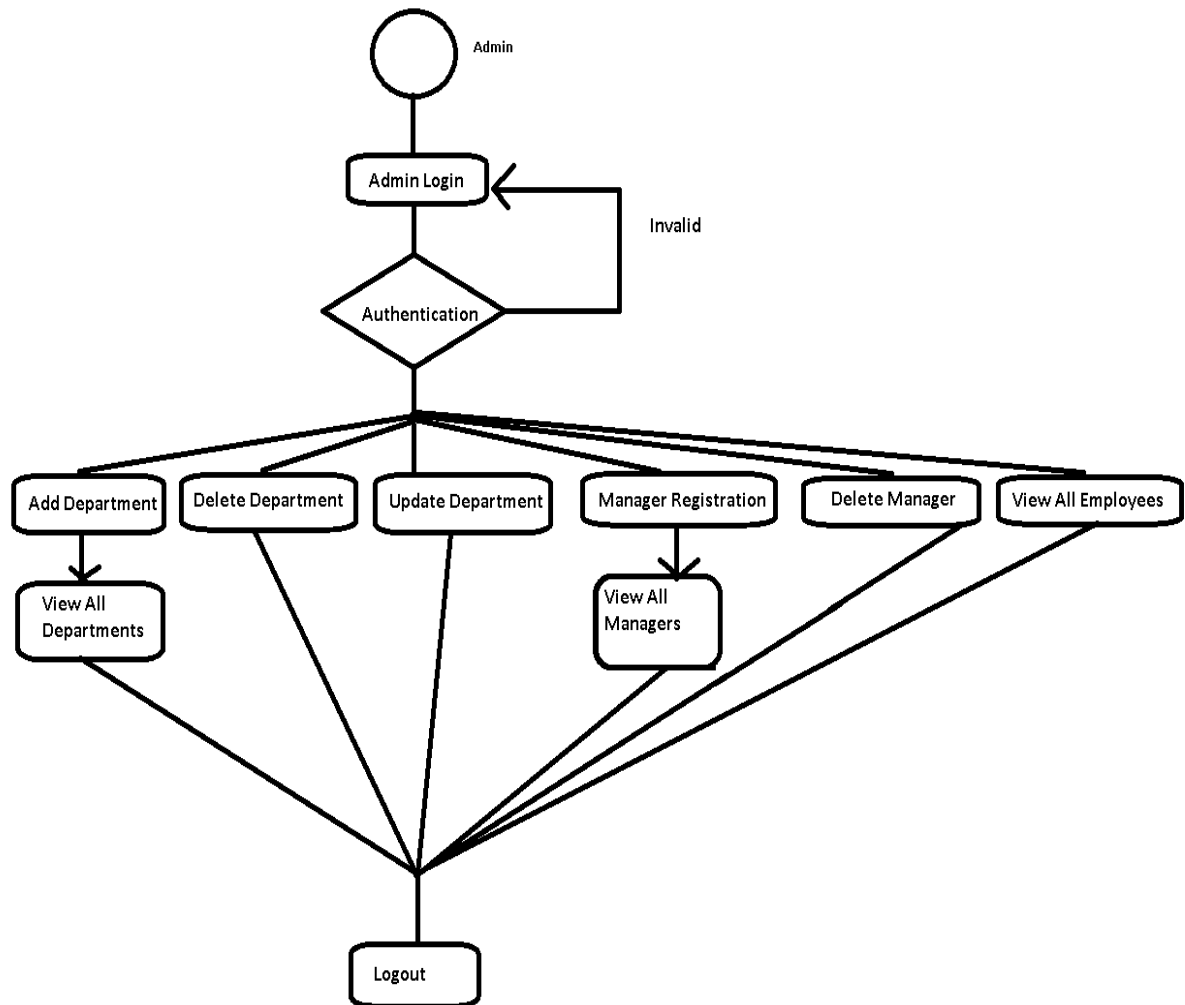 Admin
Admin Login
Invalid
Authentication
Add Department
Delete Department
Update Department
Manager Registration
Delete Manager
View All Employees
View All
Departments
View All
Managers
Logout